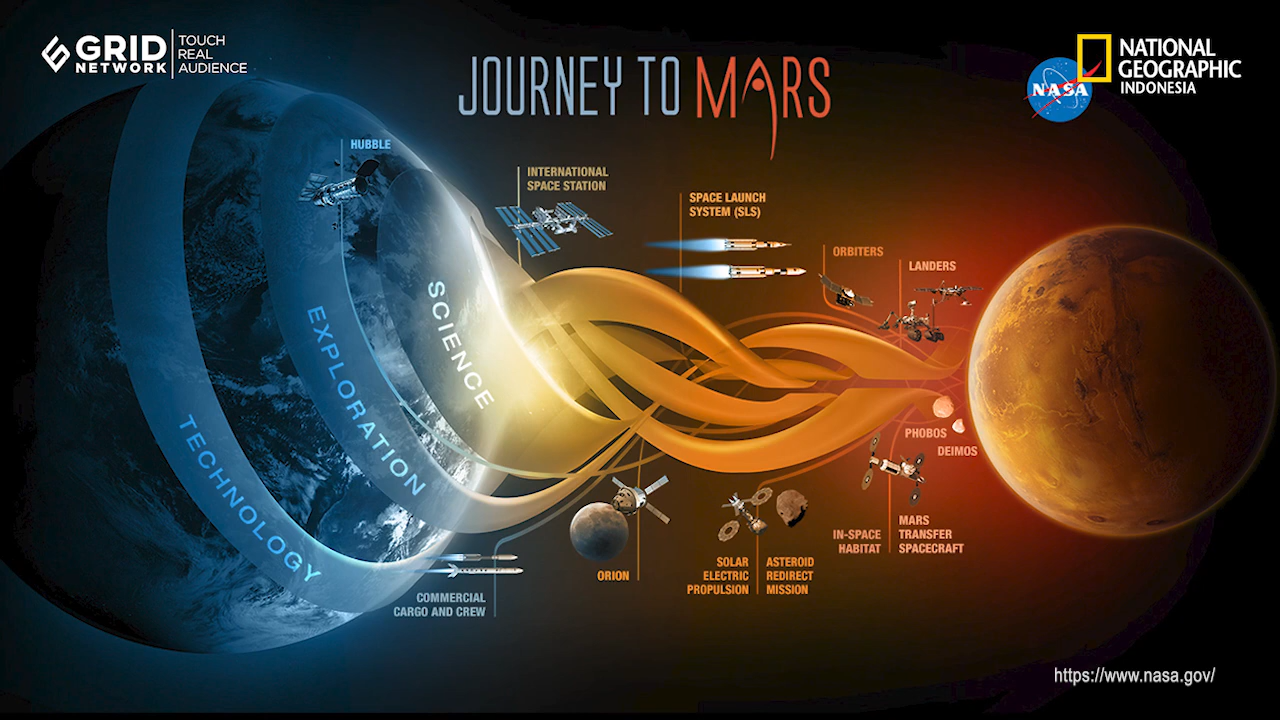 GRID
NETWORK
TOUCH
REAL
AUDIENCE
JOURNEY TO MARS
NASA
NATIONAL
GEOGRAPHIC
INDONESIA
HUBBLE
INTERNATIONAL
SPACE STATION
SPACE LAUNCH
SYSTEM (SLS)
ORBITERS
LANDERS
SCIENCE
EXPLORATION
TECHNOLOGY
PHOBOS
DEIMOS
IN-SPACE
HABITAT
MARS
TRANSFER
SPACECRAFT
ORION
SOLAR
ELECTRIC
PROPULSION
ASTEROID
REDIRECT
MISSION
COMMERCIAL
CARGO AND CREW
https://www.nasa.gov/